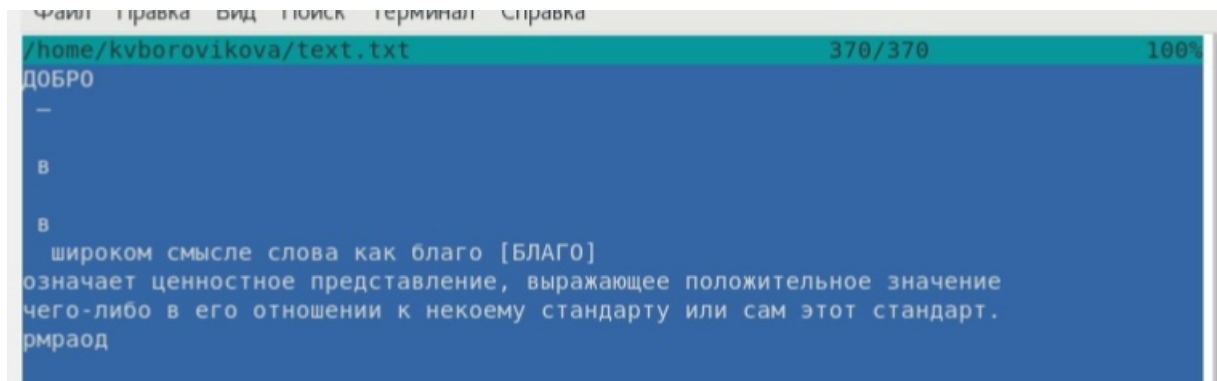 Файл Правка Вид Поиск Терминал Справка
/home/kvborovikova/text.txt 370/370 100%
ДОБРО
—
в
в
широком смысле слова как благо [БЛАГО]
означает ценностное представление, выражающее положительное значение
чего-либо в его отношении к некоему стандарту или сам этот стандарт.
рмраод